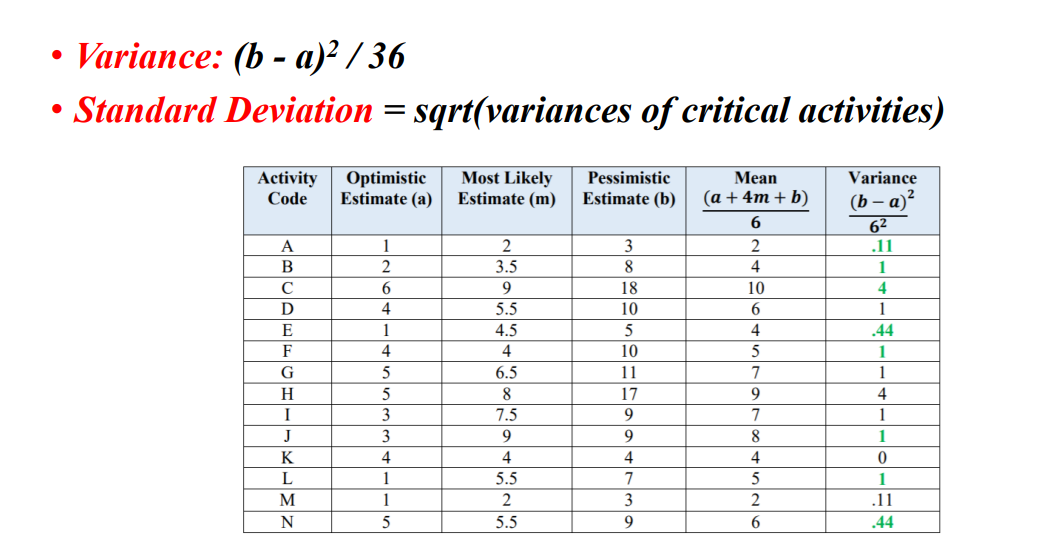 • Variance: (b - a)² / 36
• Standard Deviation = sqrt(variances of critical activities)
Activity Code | Optimistic Estimate (a) | Most Likely Estimate (m) | Pessimistic Estimate (b) | Mean (a + 4m + b) / 6 | Variance (b − a)² / 6²
A | 1 | 2 | 3 | 2 | .11
B | 2 | 3.5 | 8 | 4 | 1
C | 6 | 9 | 18 | 10 | 4
D | 4 | 5.5 | 10 | 6 | 1
E | 1 | 4.5 | 5 | 4 | .44
F | 4 | 4 | 10 | 5 | 1
G | 5 | 6.5 | 11 | 7 | 1
H | 5 | 8 | 17 | 9 | 4
I | 3 | 7.5 | 9 | 7 | 1
J | 3 | 9 | 9 | 8 | 1
K | 4 | 4 | 4 | 4 | 0
L | 1 | 5.5 | 7 | 5 | 1
M | 1 | 2 | 3 | 2 | .11
N | 5 | 5.5 | 9 | 6 | .44